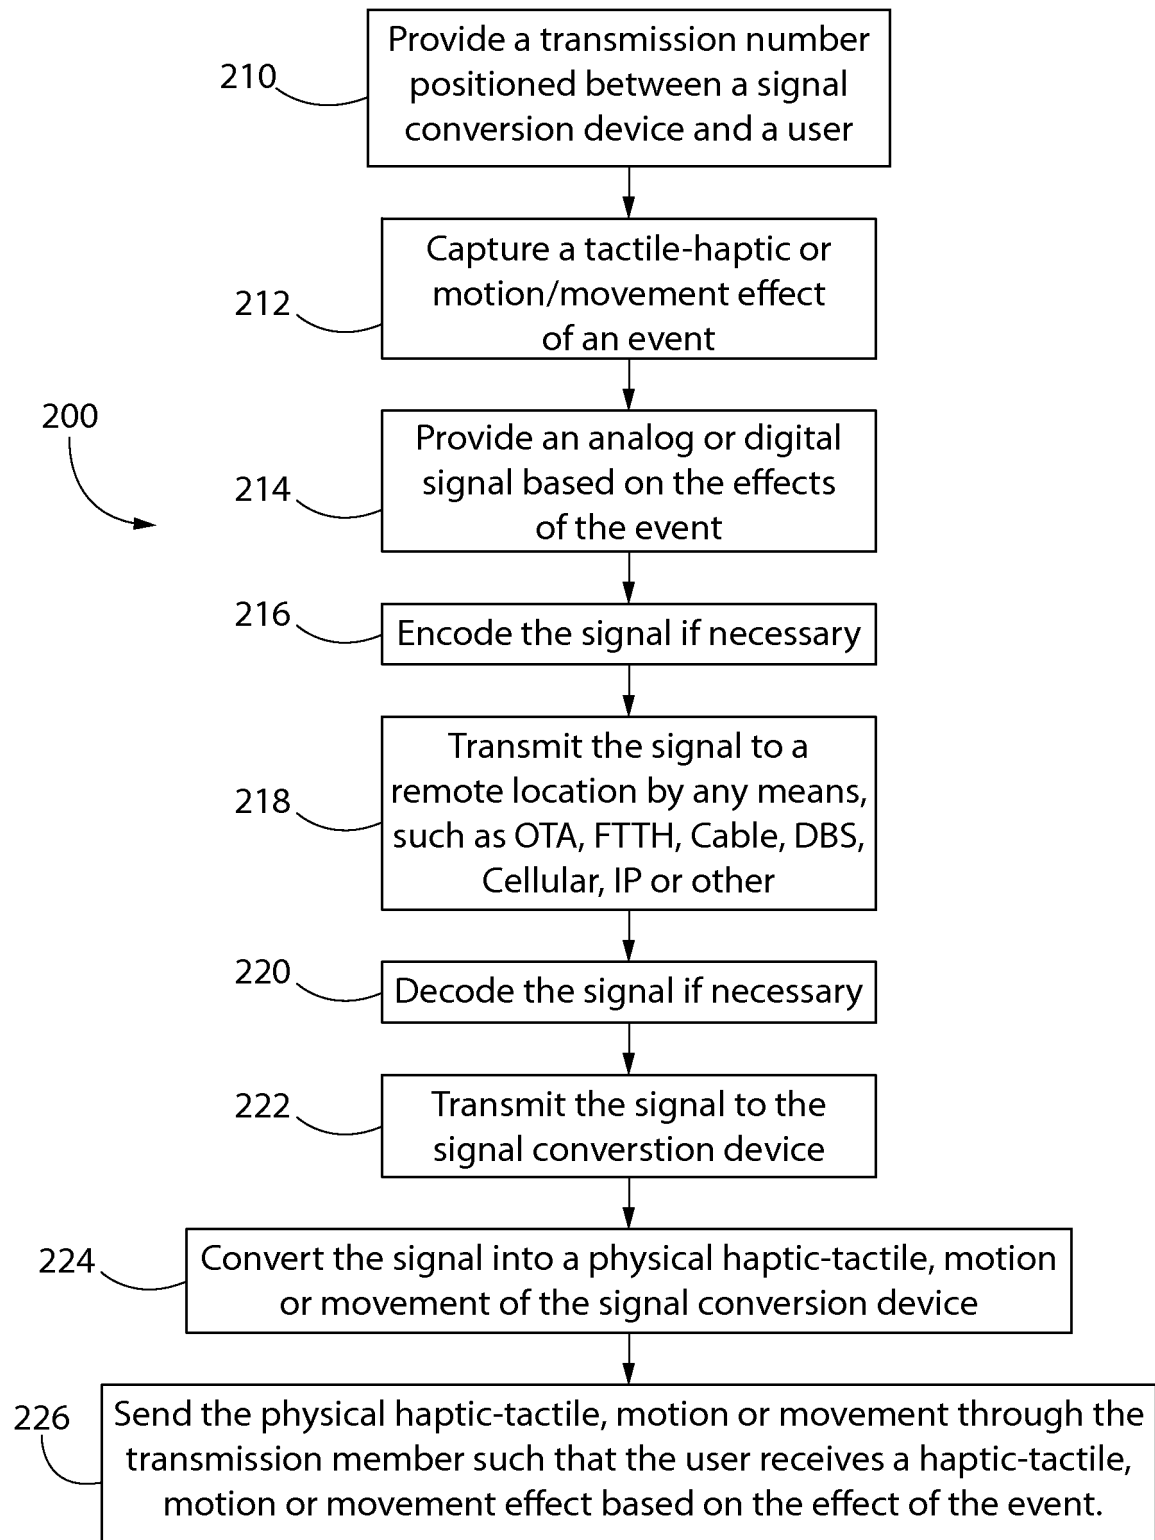 210
Provide a transmission number
positioned between a signal
conversion device and a user
212
Capture a tactile-haptic or
motion/movement effect
of an event
200
214
Provide an analog or digital
signal based on the effects
of the event
216
Encode the signal if necessary
218
Transmit the signal to a
remote location by any means,
such as OTA, FTTH, Cable, DBS,
Cellular, IP or other
220
Decode the signal if necessary
222
Transmit the signal to the
signal converstion device
224
Convert the signal into a physical haptic-tactile, motion
or movement of the signal conversion device
226
Send the physical haptic-tactile, motion or movement through the
transmission member such that the user receives a haptic-tactile,
motion or movement effect based on the effect of the event.